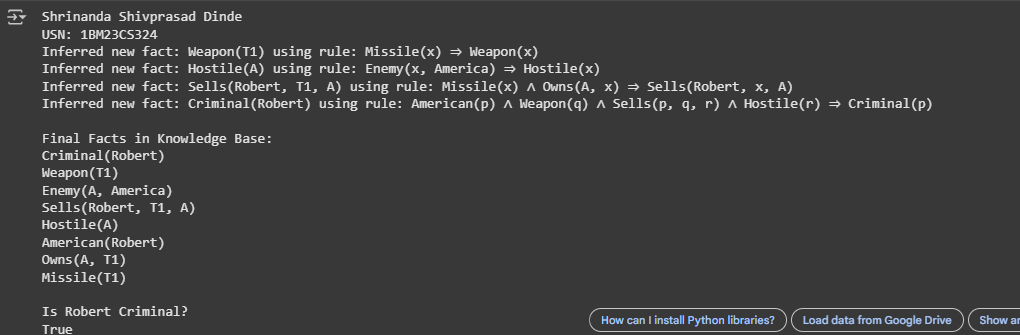 Shrinanda Shivprasad Dinde
USN: 1BM23CS324
Inferred new fact: Weapon(T1) using rule: Missile(x) ⇒ Weapon(x)
Inferred new fact: Hostile(A) using rule: Enemy(x, America) ⇒ Hostile(x)
Inferred new fact: Sells(Robert, T1, A) using rule: Missile(x) ∧ Owns(A, x) ⇒ Sells(Robert, x, A)
Inferred new fact: Criminal(Robert) using rule: American(p) ∧ Weapon(q) ∧ Sells(p, q, r) ∧ Hostile(r) ⇒ Criminal(p)
Final Facts in Knowledge Base:
Criminal(Robert)
Weapon(T1)
Enemy(A, America)
Sells(Robert, T1, A)
Hostile(A)
American(Robert)
Owns(A, T1)
Missile(T1)
Is Robert Criminal?
True
How can I install Python libraries?
Load data from Google Drive
Show